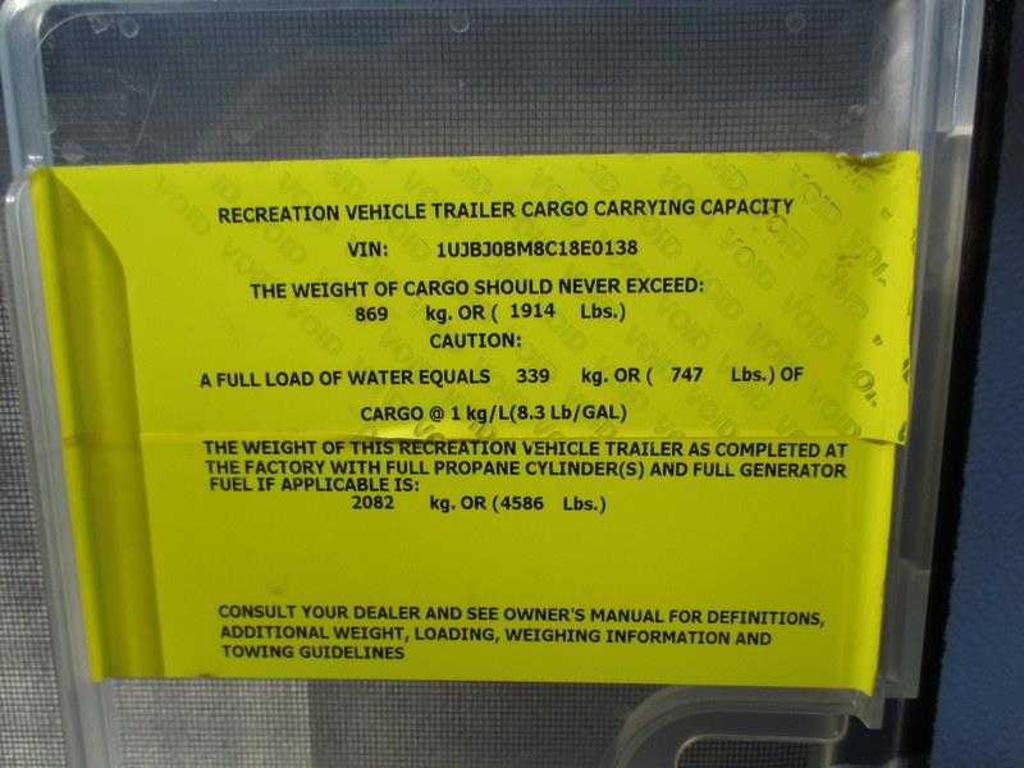 RECREATION VEHICLE TRAILER CARGO CARRYING CAPACITY
VIN: 1UJBJ0BM8C18E0138
THE WEIGHT OF CARGO SHOULD NEVER EXCEED:
869 kg. OR ( 1914 Lbs.)
CAUTION:
A FULL LOAD OF WATER EQUALS 339 kg. OR ( 747 Lbs.) OF
CARGO @ 1 kg/L(8.3 Lb/GAL)
THE WEIGHT OF THIS RECREATION VEHICLE TRAILER AS COMPLETED AT
THE FACTORY WITH FULL PROPANE CYLINDER(S) AND FULL GENERATOR
FUEL IF APPLICABLE IS:
2082 kg. OR (4586 Lbs.)
CONSULT YOUR DEALER AND SEE OWNER'S MANUAL FOR DEFINITIONS,
ADDITIONAL WEIGHT, LOADING, WEIGHING INFORMATION AND
TOWING GUIDELINES